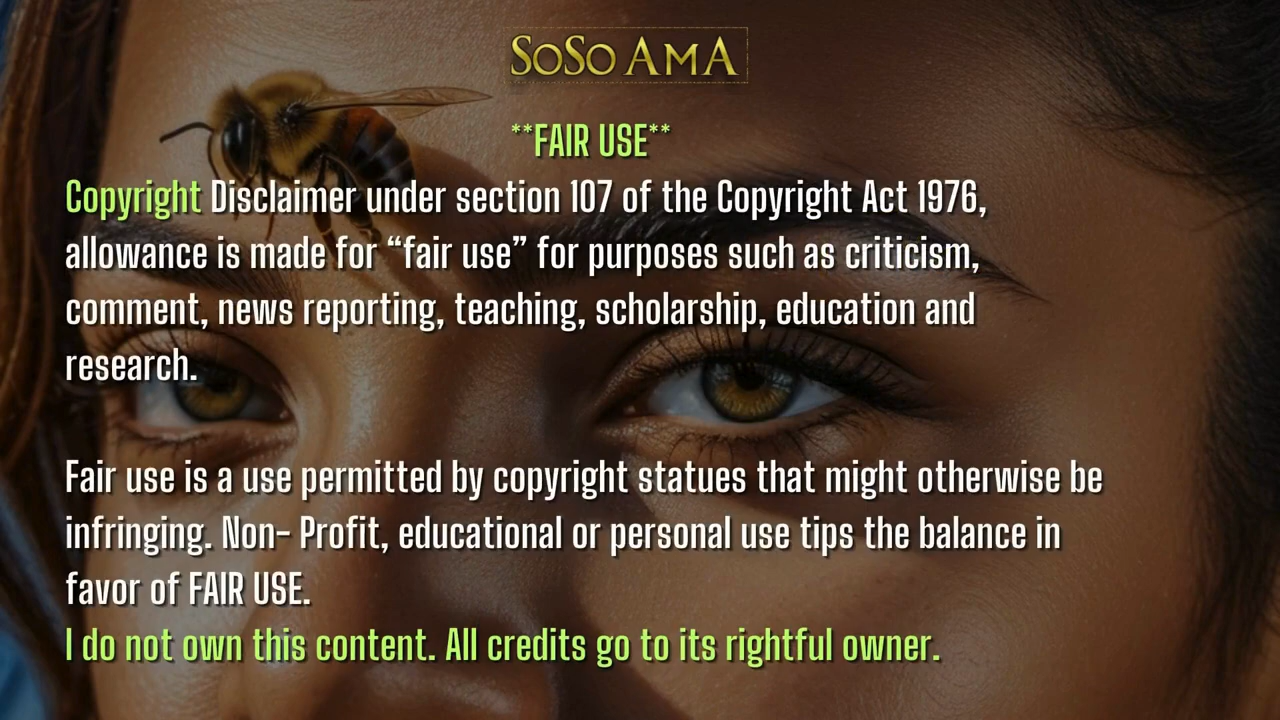 SoSo AmA
**FAIR USE**
Copyright Disclaimer under section 107 of the Copyright Act 1976,
allowance is made for “fair use” for purposes such as criticism,
comment, news reporting, teaching, scholarship, education and
research.
Fair use is a use permitted by copyright statues that might otherwise be
infringing. Non- Profit, educational or personal use tips the balance in
favor of FAIR USE.
I do not own this content. All credits go to its rightful owner.